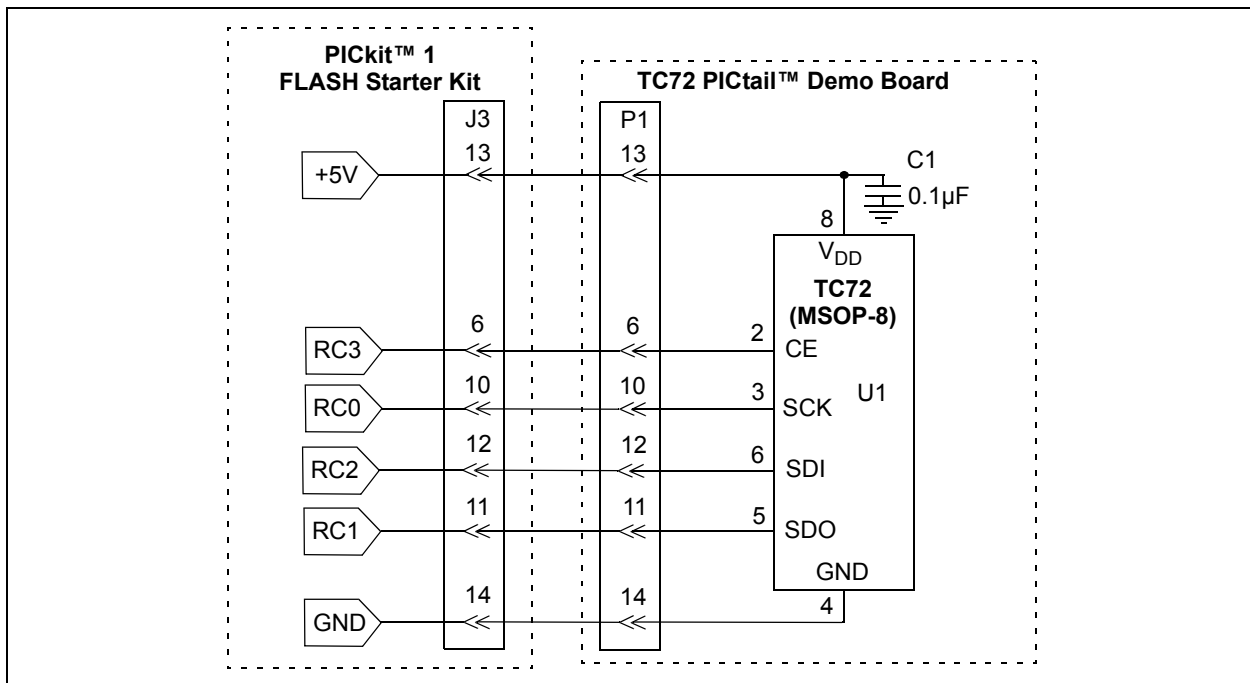 PICkit™ 1
FLASH Starter Kit
TC72 PICtail™ Demo Board
J3
P1
+5V
13
13
C1
0.1µF
8
VDD
TC72
(MSOP-8)
RC3
6
6
2
CE
RC0
10
10
3
SCK
U1
RC2
12
12
6
SDI
RC1
11
11
5
SDO
GND
GND
14
14
4